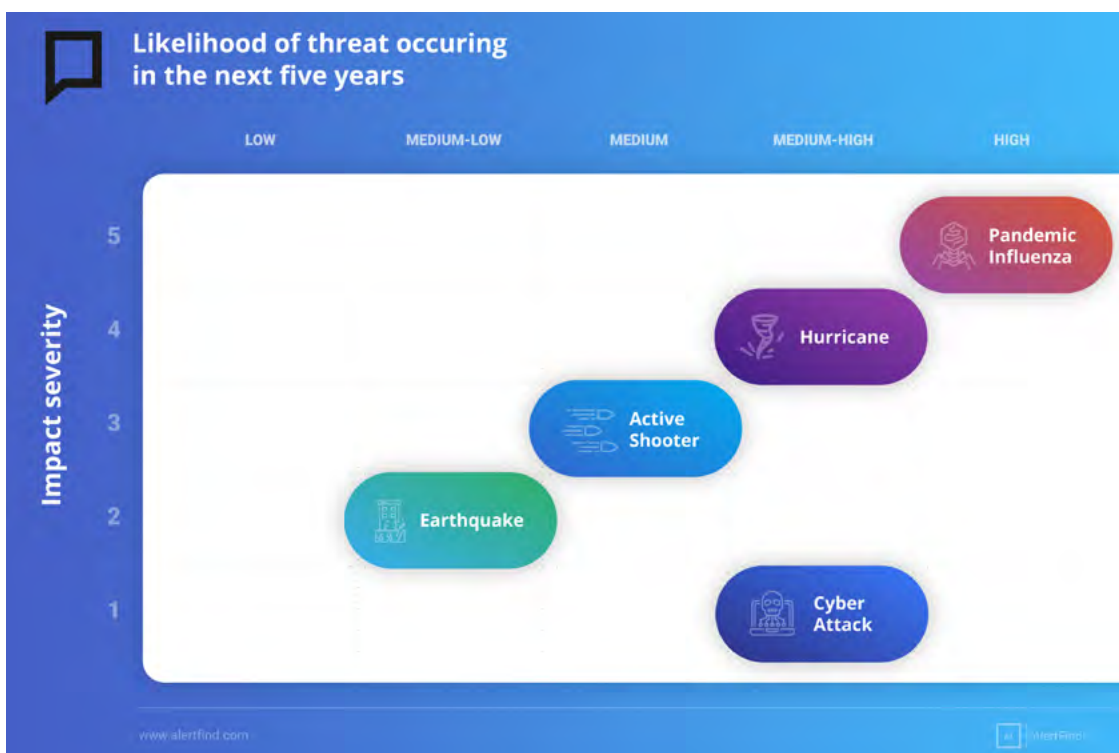 Likelihood of threat occuring
in the next five years
LOW MEDIUM-LOW MEDIUM MEDIUM-HIGH HIGH
Impact severity
5
Pandemic
Influenza
4
Hurricane
3
Active
Shooter
2
Earthquake
1
Cyber
Attack
www.alertfind.com
AlertFind